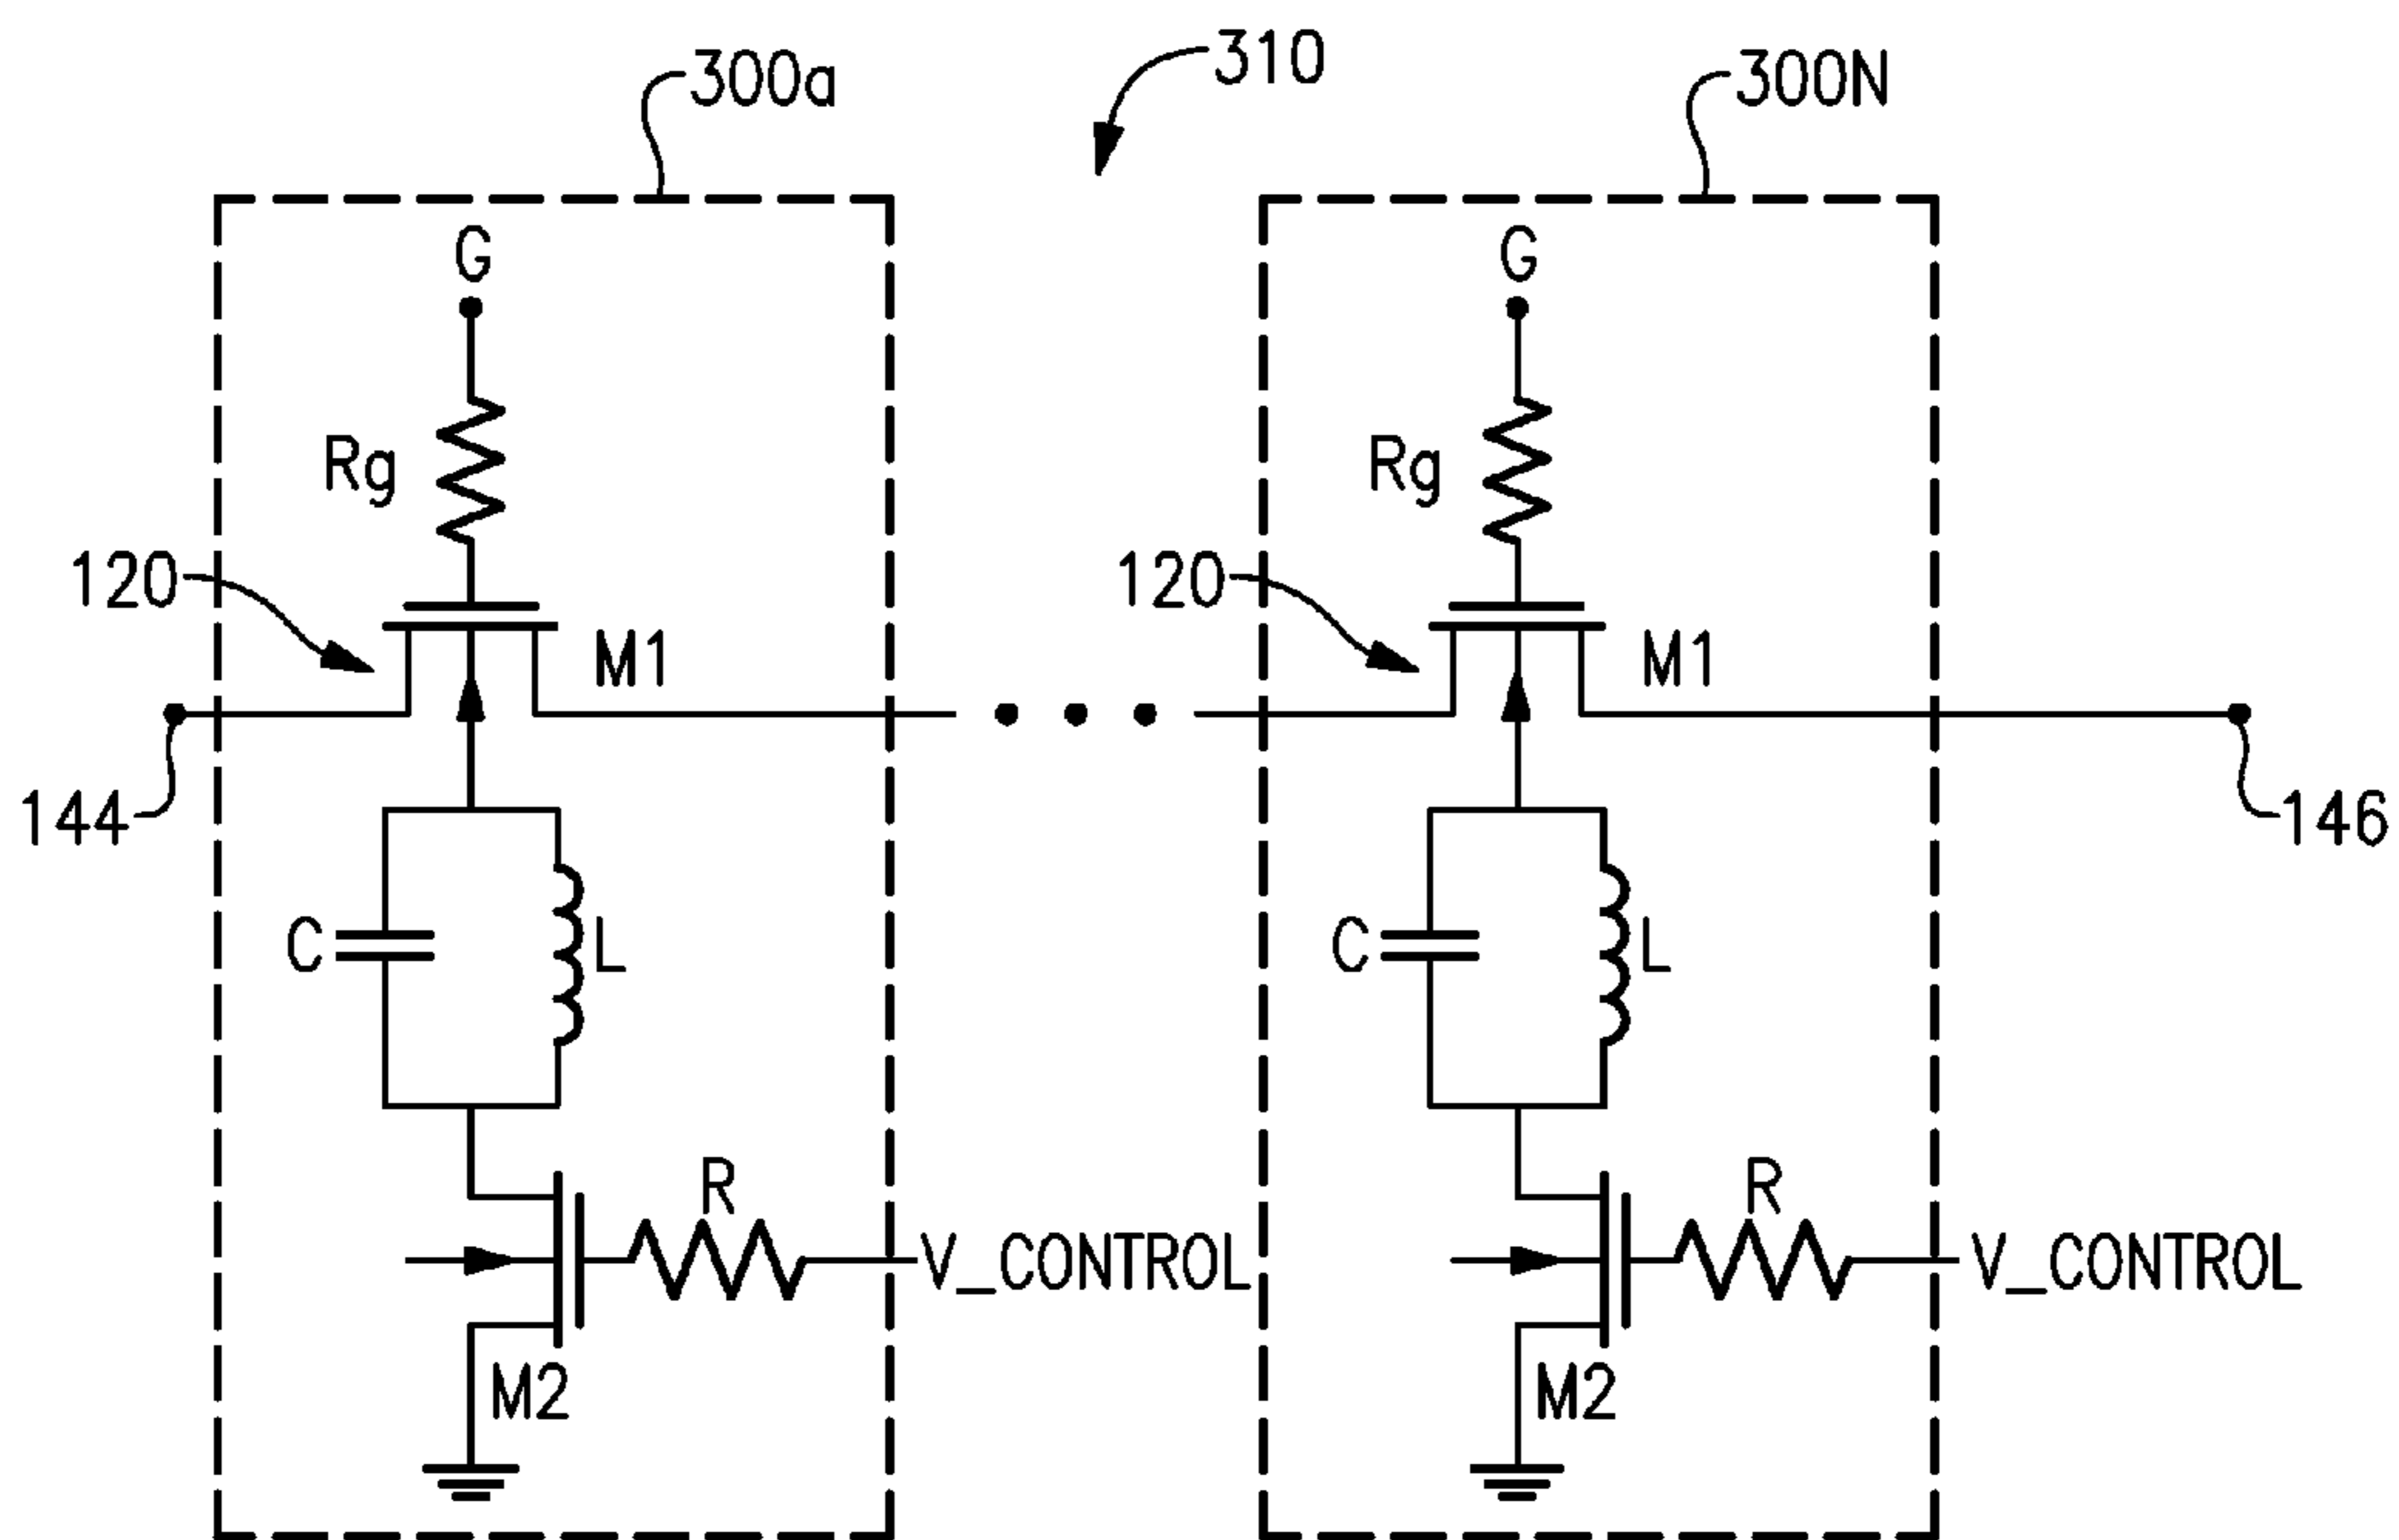 310
300a
300N
G
G
Rg
Rg
120
120
M1
M1
144
146
C
L
C
L
R
R
V_CONTROL
V_CONTROL
M2
M2